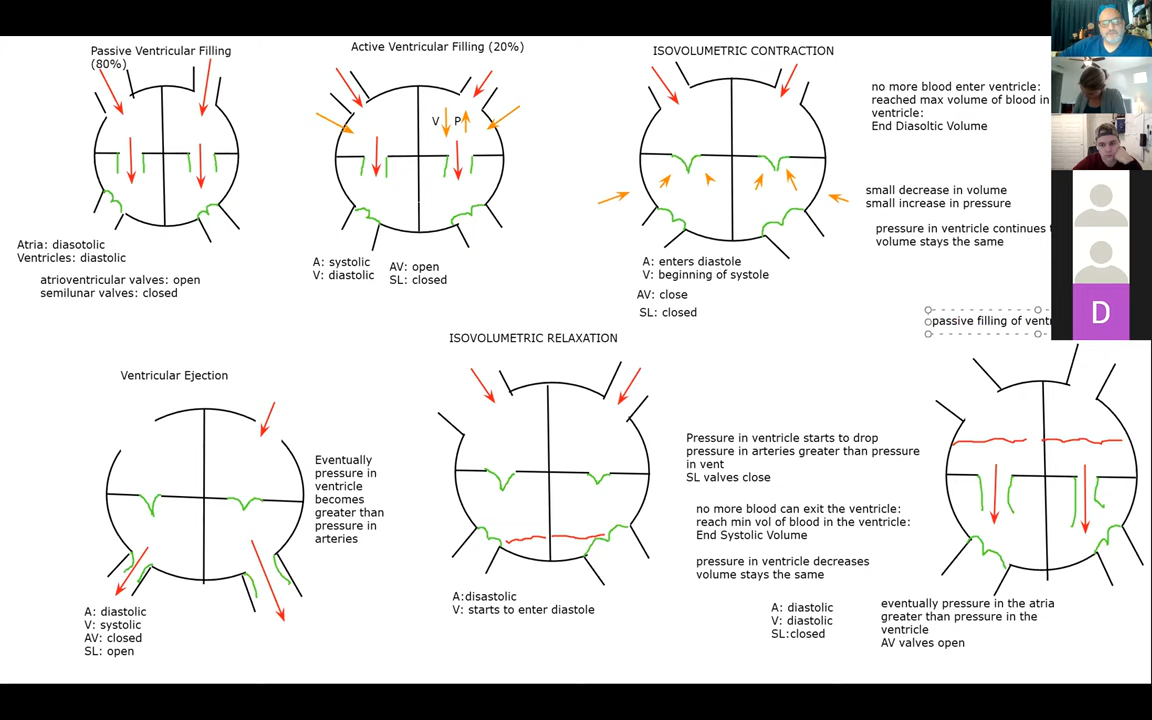 Passive Ventricular Filling
(80%)
Active Ventricular Filling (20%)
ISOVOLUMETRIC CONTRACTION
no more blood enter ventricle:
reached max volume of blood in
ventricle:
End Diasoltic Volume
V P
small decrease in volume
small increase in pressure
pressure in ventricle continues
volume stays the same
Atria: diasotolic
Ventricles: diastolic
atrioventricular valves: open
semilunar valves: closed
A: systolic
V: diastolic
AV: open
SL: closed
A: enters diastole
V: beginning of systole
AV: close
SL: closed
passive filling of
D
ISOVOLUMETRIC RELAXATION
Ventricular Ejection
Eventually
pressure in
ventricle
becomes
greater than
pressure in
arteries
A: diastolic
V: systolic
AV: closed
SL: open
Pressure in ventricle starts to drop
pressure in arteries greater than pressure
in vent
SL valves close
no more blood can exit the ventricle:
reach min vol of blood in the ventricle:
End Systolic Volume
pressure in ventricle decreases
volume stays the same
A:disastolic
V: starts to enter diastole
A: diastolic
V: diastolic
SL:closed
eventually pressure in the atria
greater than pressure in the
ventricle
AV valves open